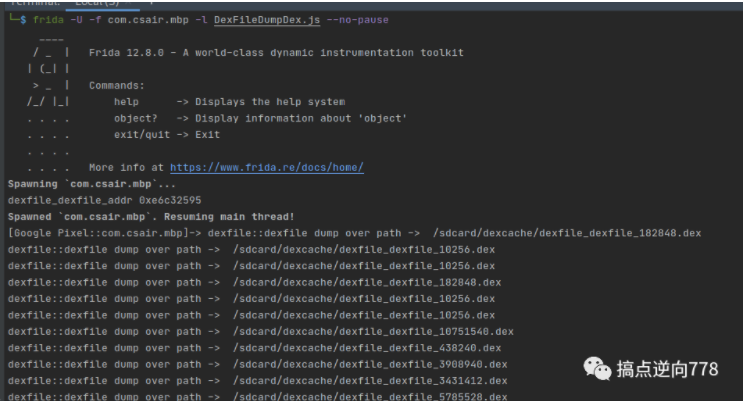 Terminal: Local(3)
└─$ frida -U -f com.csair.mbp -l DexFileDumpDex.js --no-pause
____
/ _  |   Frida 12.8.0 - A world-class dynamic instrumentation toolkit
| (_| |
> _  |   Commands:
/_/ |_|       help      -> Displays the help system
. . . .       object?   -> Display information about 'object'
. . . .       exit/quit -> Exit
. . . .
. . . .   More info at https://www.frida.re/docs/home/
Spawning `com.csair.mbp`...
dexfile_dexfile_addr 0xe6c32595
Spawned `com.csair.mbp`. Resuming main thread!
[Google Pixel::com.csair.mbp]-> dexfile::dexfile dump over path ->  /sdcard/dexcache/dexfile_dexfile_182848.dex
dexfile::dexfile dump over path ->  /sdcard/dexcache/dexfile_dexfile_10256.dex
dexfile::dexfile dump over path ->  /sdcard/dexcache/dexfile_dexfile_10256.dex
dexfile::dexfile dump over path ->  /sdcard/dexcache/dexfile_dexfile_182848.dex
dexfile::dexfile dump over path ->  /sdcard/dexcache/dexfile_dexfile_10256.dex
dexfile::dexfile dump over path ->  /sdcard/dexcache/dexfile_dexfile_10256.dex
dexfile::dexfile dump over path ->  /sdcard/dexcache/dexfile_dexfile_10751540.dex
dexfile::dexfile dump over path ->  /sdcard/dexcache/dexfile_dexfile_438240.dex
dexfile::dexfile dump over path ->  /sdcard/dexcache/dexfile_dexfile_3908940.dex
dexfile::dexfile dump over path ->  /sdcard/dexcache/dexfile_dexfile_3431412.dex
dexfile::dexfile dump over path ->  /sdcard/dexcache/dexfile_dexfile_5785528.dex
搞点逆向778